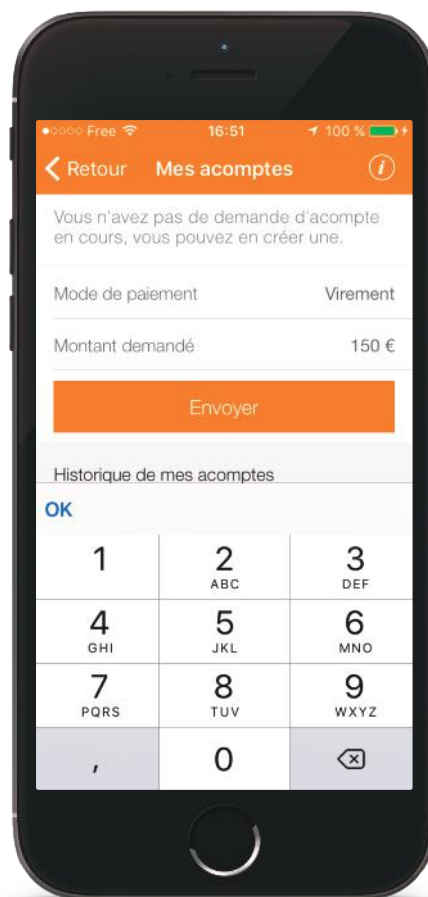 Free 16:51 100 %
Retour Mes acomptes i
Vous n'avez pas de demande d'acompte
en cours, vous pouvez en créer une.
Mode de paiement Virement
Montant demandé 150 €
Envoyer
Historique de mes acomptes
OK
1 2 3
ABC DEF
4 5 6
GHI JKL MNO
7 8 9
PQRS TUV WXYZ
, 0